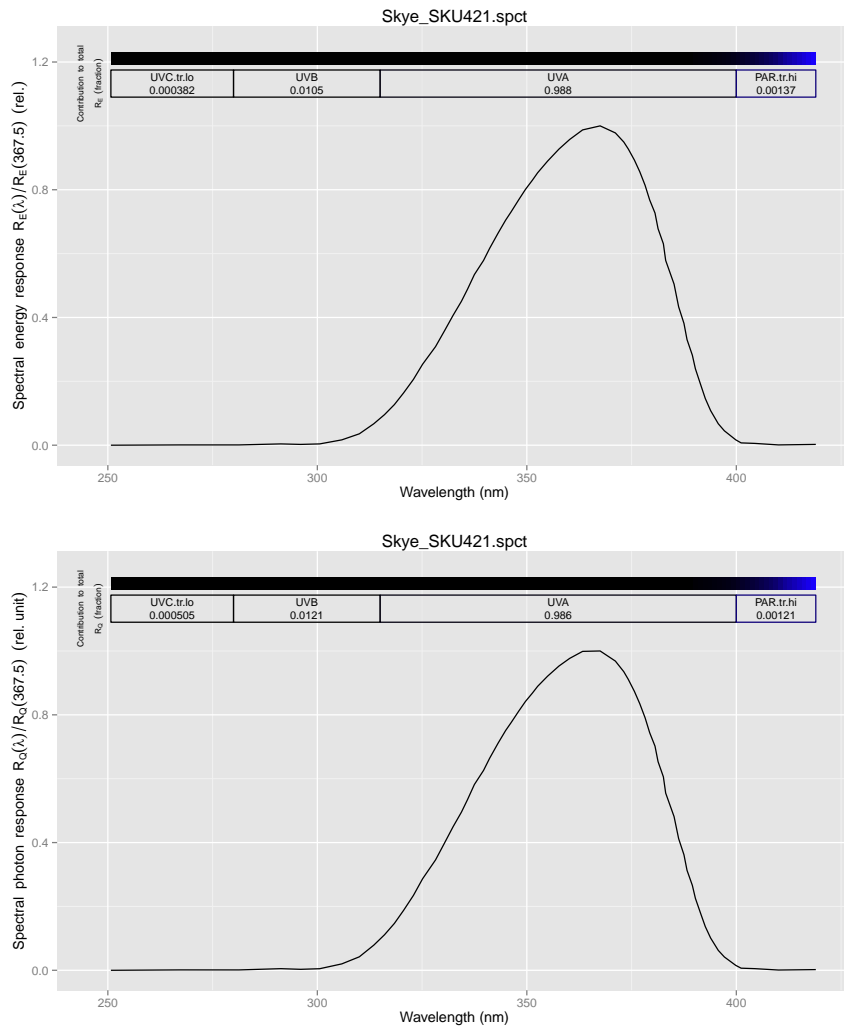 Skye_SKU421.spct
Contribution to total
R_E (fraction)
UVC.tr.lo UVB UVA PAR.tr.hi
0.000382 0.0105 0.988 0.00137
Spectral energy response R_E(λ)/R_E(367.5) (rel.)
1.2
0.8
0.4
0.0
250 300 350 400
Wavelength (nm)
Skye_SKU421.spct
Contribution to total
R_Q (fraction)
UVC.tr.lo UVB UVA PAR.tr.hi
0.000505 0.0121 0.986 0.00121
Spectral photon response R_Q(λ)/R_Q(367.5) (rel. unit)
1.2
0.8
0.4
0.0
250 300 350 400
Wavelength (nm)